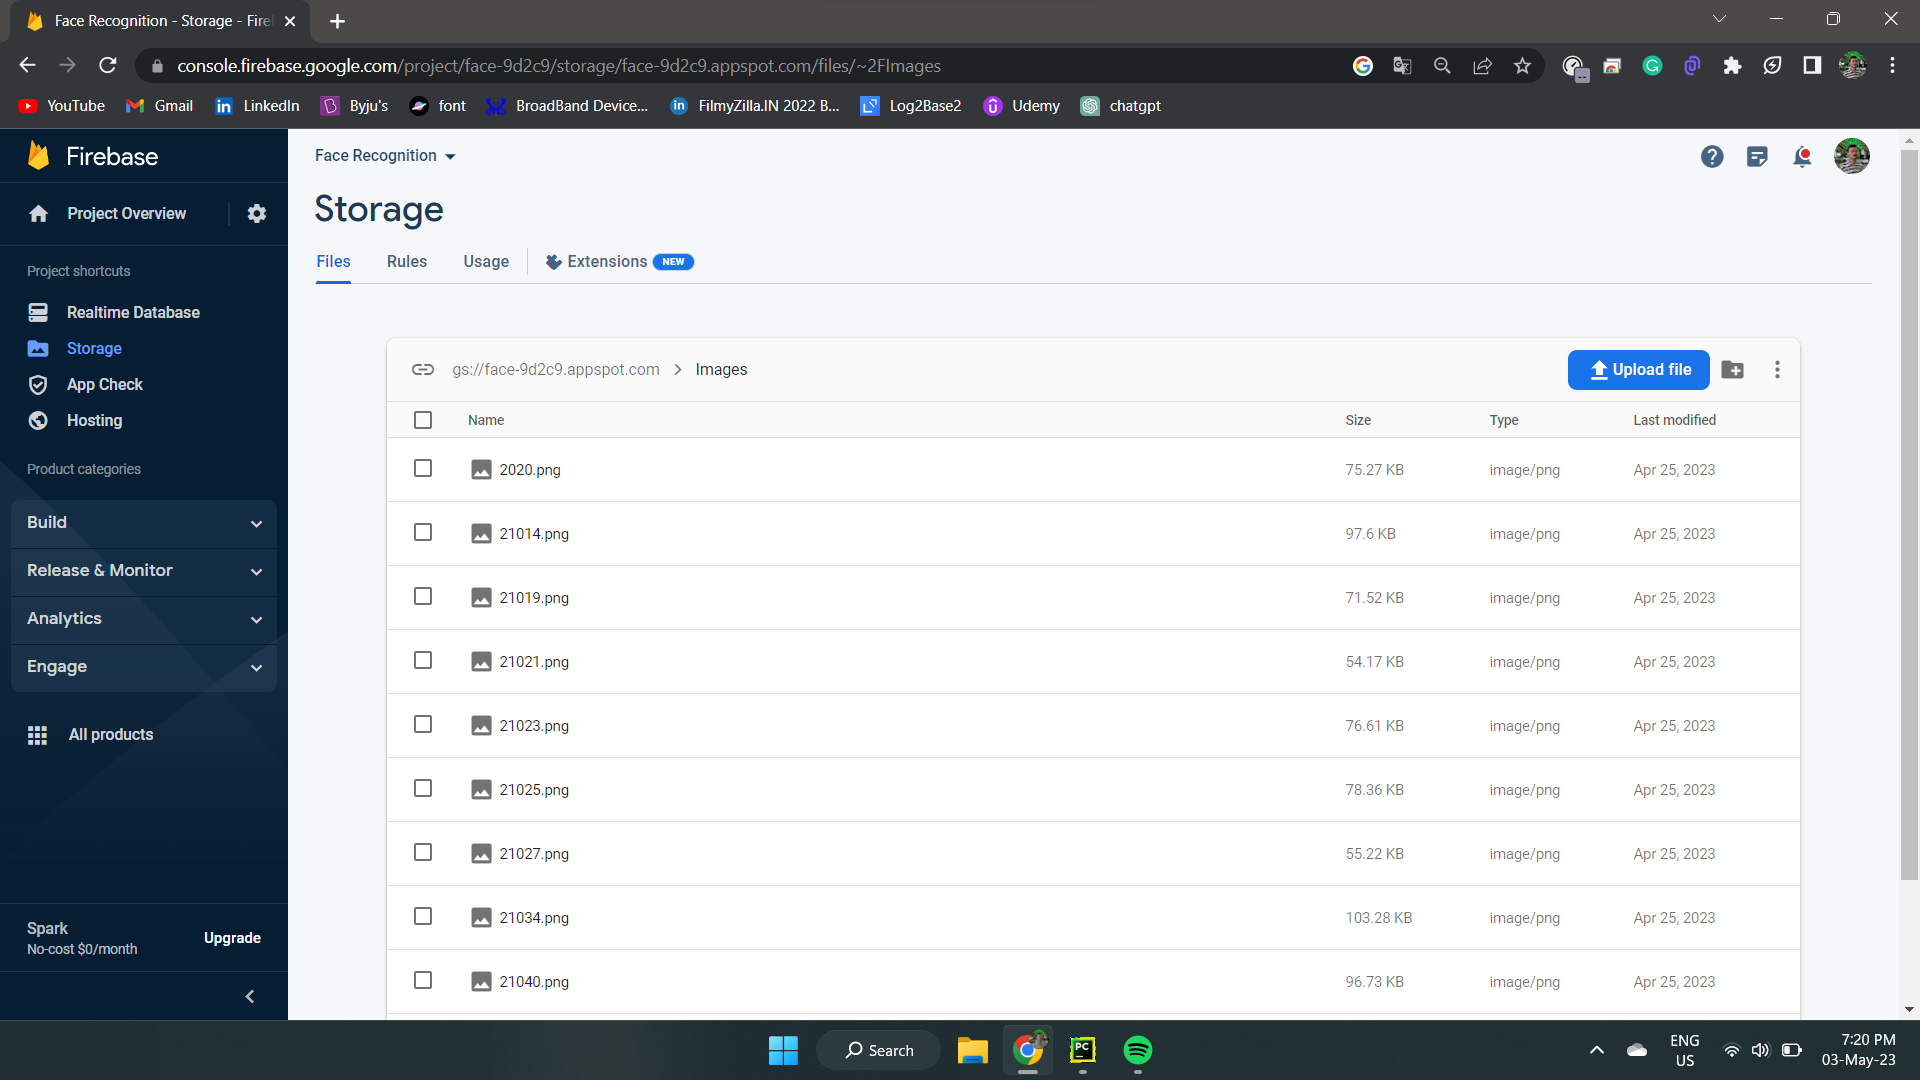 Face Recognition - Storage - Fire
console.firebase.google.com/project/face-9d2c9/storage/face-9d2c9.appspot.com/files/~2FImages
YouTube Gmail LinkedIn Byju's font BroadBand Device... FilmyZilla.IN 2022 B... Log2Base2 Udemy chatgpt
Firebase
Project Overview
Project shortcuts
Realtime Database
Storage
App Check
Hosting
Product categories
Build
Release & Monitor
Analytics
Engage
All products
Spark
No-cost $0/month
Upgrade
Face Recognition
Storage
Files Rules Usage Extensions NEW
gs://face-9d2c9.appspot.com > Images Upload file
Name Size Type Last modified
2020.png 75.27 KB image/png Apr 25, 2023
21014.png 97.6 KB image/png Apr 25, 2023
21019.png 71.52 KB image/png Apr 25, 2023
21021.png 54.17 KB image/png Apr 25, 2023
21023.png 76.61 KB image/png Apr 25, 2023
21025.png 78.36 KB image/png Apr 25, 2023
21027.png 55.22 KB image/png Apr 25, 2023
21034.png 103.28 KB image/png Apr 25, 2023
21040.png 96.73 KB image/png Apr 25, 2023
Search
PC
ENG
US
7:20 PM
03-May-23